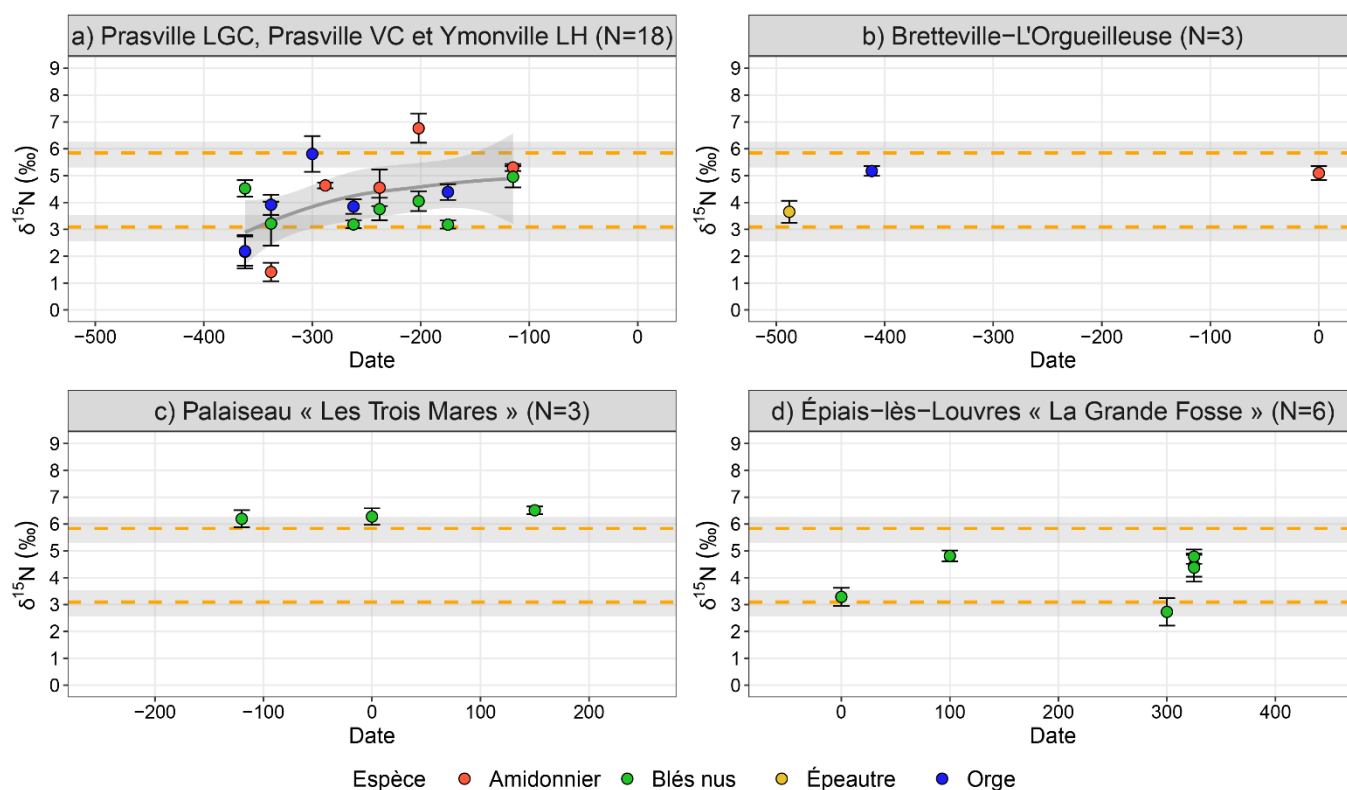 a) Prasville LGC, Prasville VC et Ymonville LH (N=18)
9
8
7
6
5
4
3
2
1
0
δ¹⁵N (‰)
−500 −400 −300 −200 −100 0
Date
b) Bretteville−L'Orgueilleuse (N=3)
9
8
7
6
5
4
3
2
1
0
δ¹⁵N (‰)
−500 −400 −300 −200 −100 0
Date
c) Palaiseau « Les Trois Mares » (N=3)
9
8
7
6
5
4
3
2
1
0
δ¹⁵N (‰)
−200 −100 0 100 200
Date
d) Épiais−lès−Louvres « La Grande Fosse » (N=6)
9
8
7
6
5
4
3
2
1
0
δ¹⁵N (‰)
0 100 200 300 400
Date
Espèce Amidonnier Blés nus Épeautre Orge